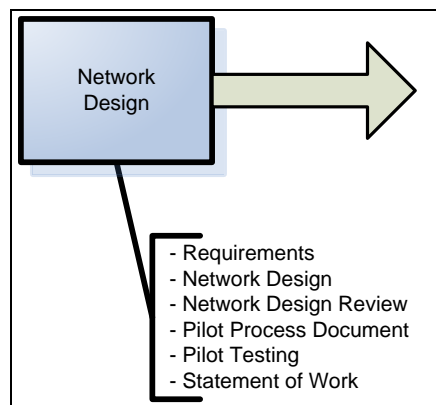 Network
Design
- Requirements
- Network Design
- Network Design Review
- Pilot Process Document
- Pilot Testing
- Statement of Work